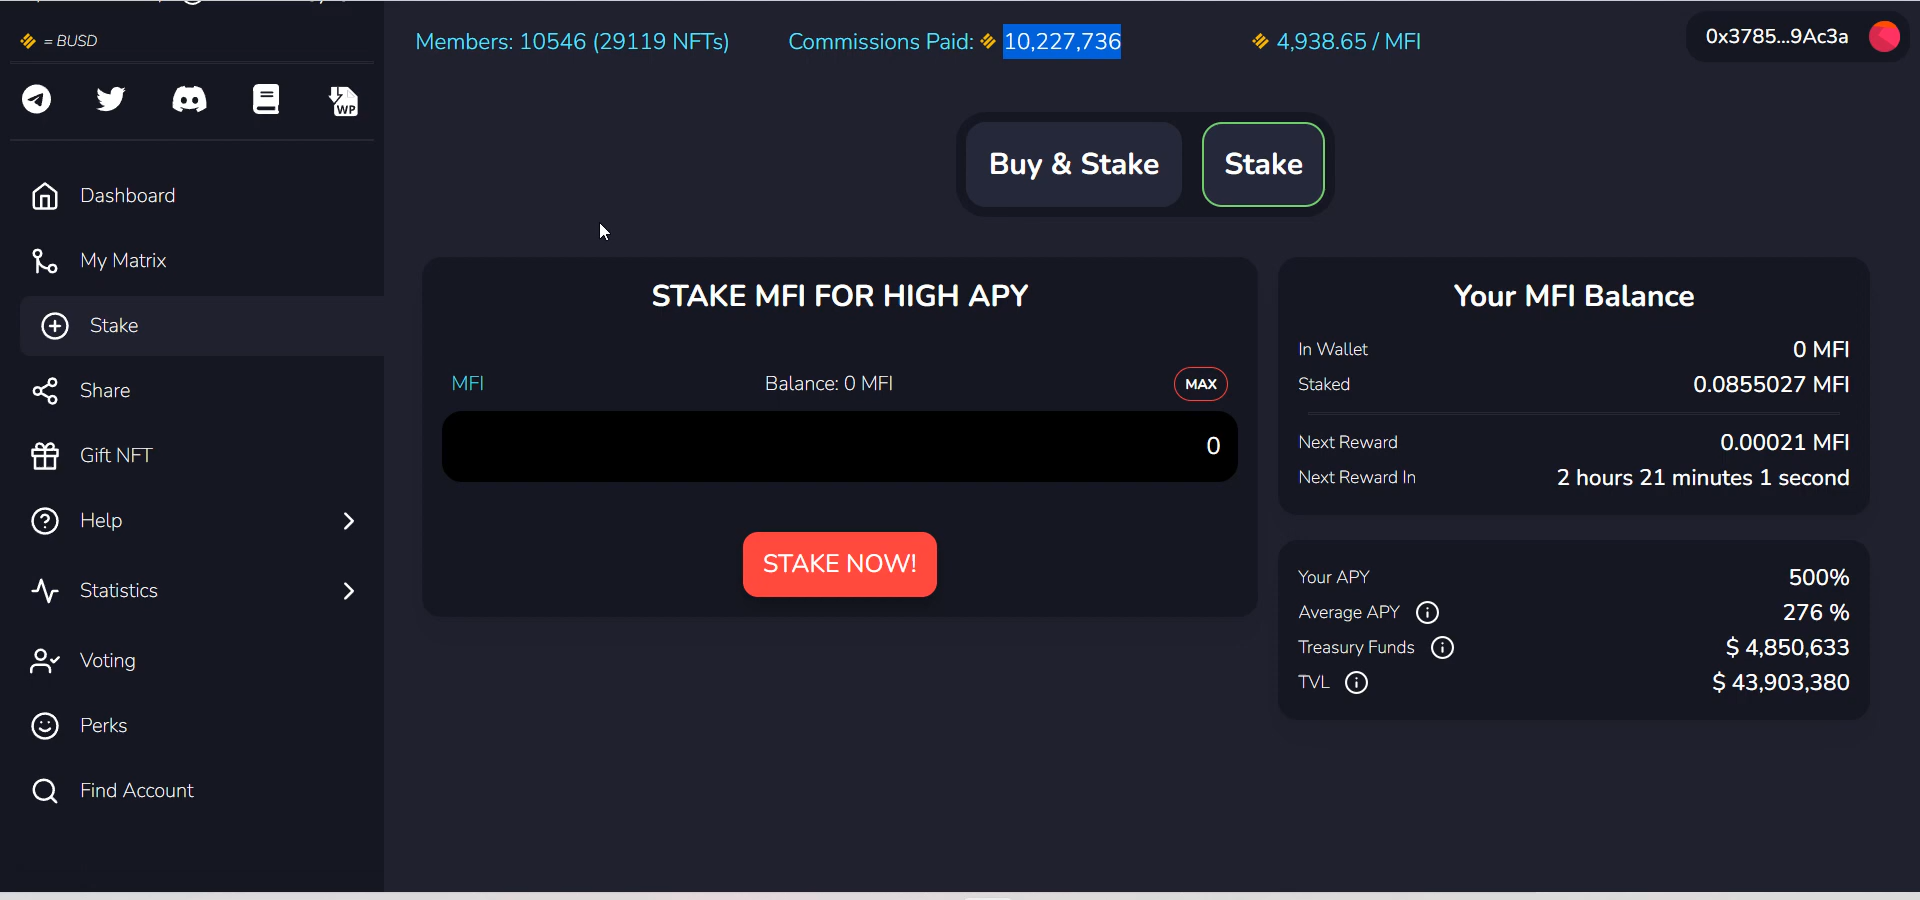 = BUSD
Members: 10546 (29119 NFTs)
Commissions Paid: 10,227,736
4,938.65 / MFI
0x3785...9Ac3a
WP
Dashboard
My Matrix
Stake
Share
Gift NFT
Help
Statistics
Voting
Perks
Find Account
Buy & Stake
Stake
STAKE MFI FOR HIGH APY
MFI
Balance: 0 MFI
MAX
0
STAKE NOW!
Your MFI Balance
In Wallet 0 MFI
Staked 0.0855027 MFI
Next Reward 0.00021 MFI
Next Reward In 2 hours 21 minutes 1 second
Your APY 500%
Average APY 276 %
Treasury Funds $ 4,850,633
TVL $ 43,903,380